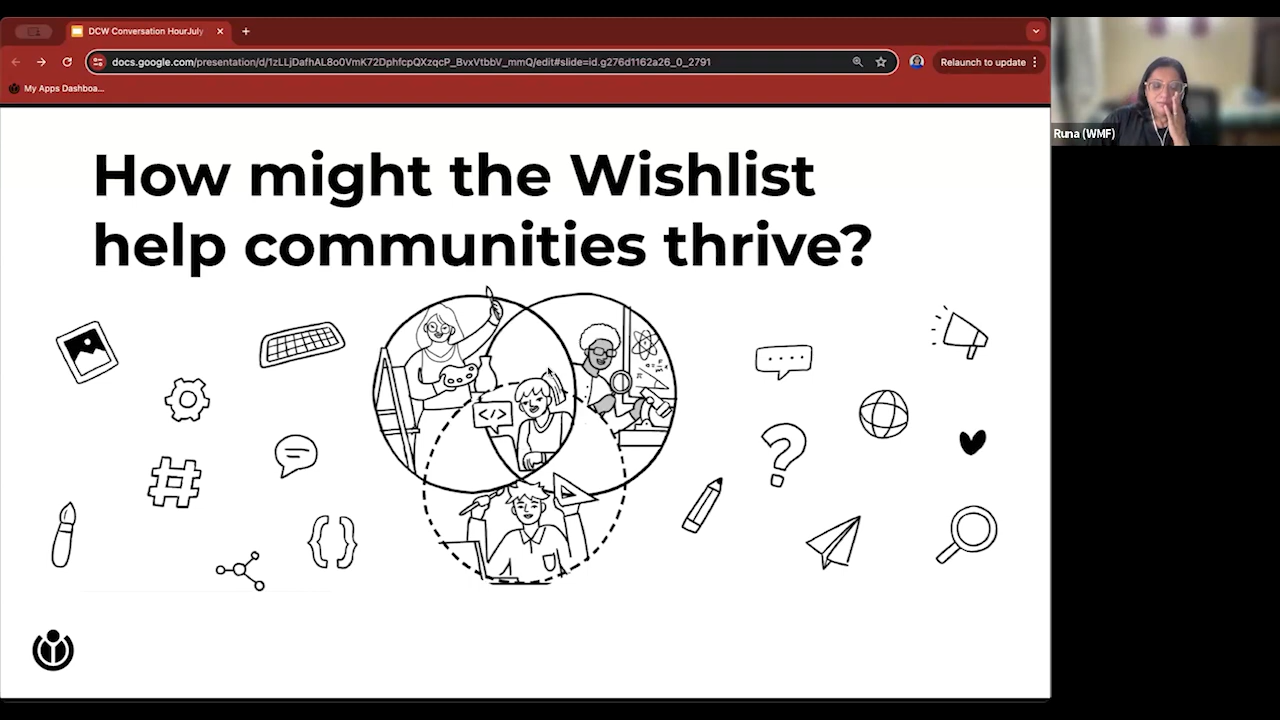 DCW Conversation HourJuly
docs.google.com/presentation/d/1zLLjDafhAL8o0VmK72DphfcpQXzqcP_BvxVtbbV_mmQ/edit#slide=id.g276d1162a26_0_2791
Relaunch to update
My Apps Dashboa...
Runa (WMF)
How might the Wishlist
help communities thrive?